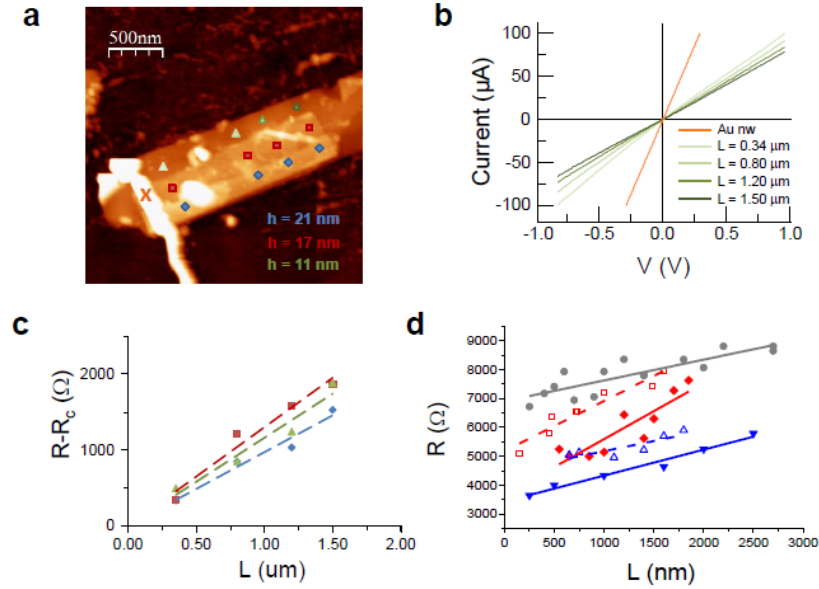 a
500nm
X
h = 21 nm
h = 17 nm
h = 11 nm
b
Current (µA)
100
50
0
-50
-100
-1.0 -0.5 0.0 0.5 1.0
V (V)
Au nw
L = 0.34 µm
L = 0.80 µm
L = 1.20 µm
L = 1.50 µm
c
R-Rc (Ω)
2000
1000
0
0.00 0.50 1.00 1.50 2.00
L (um)
d
R (Ω)
9000
8000
7000
6000
5000
4000
3000
0 500 1000 1500 2000 2500 3000
L (nm)